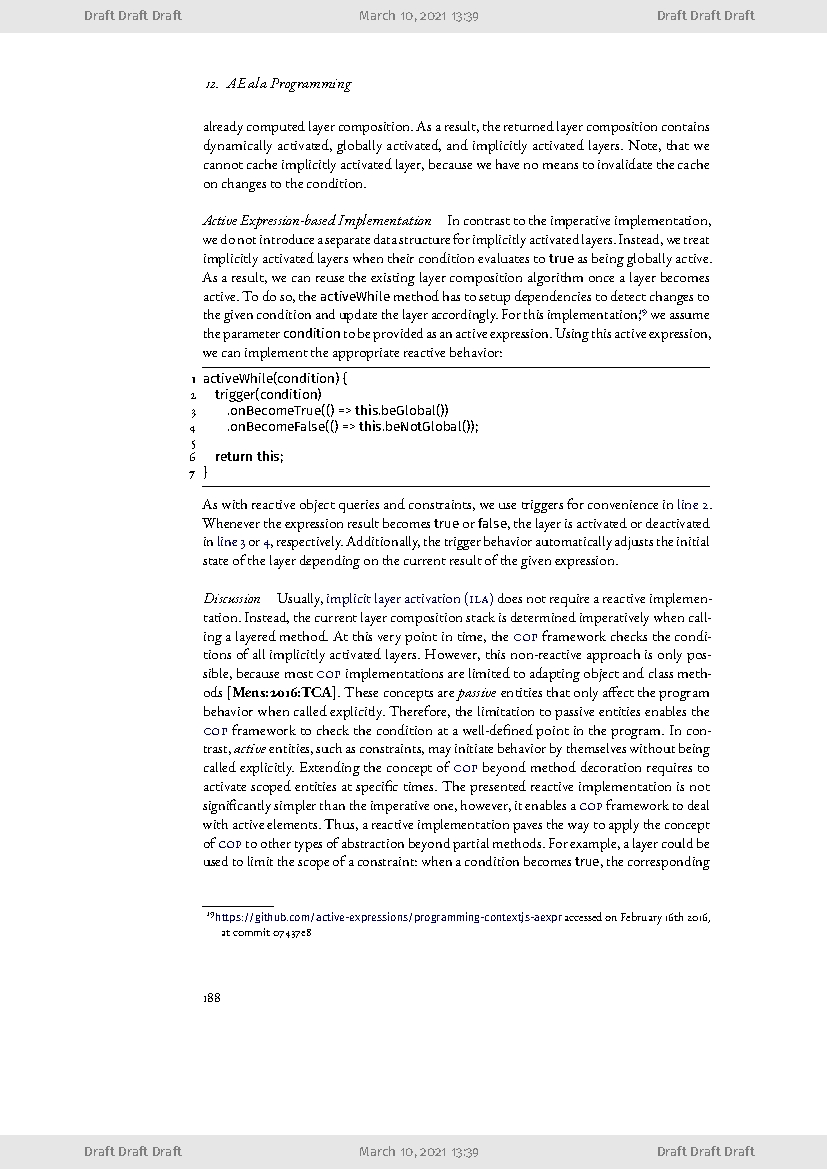 Draft Draft Draft March 10, 2021 13:39 Draft Draft Draft
12. AE ala Programming
already computed layer composition. As a result, the returned layer composition contains
dynamically activated, globally activated, and implicitly activated layers. Note, that we
cannot cache implicitly activated layer, because we have no means to invalidate the cache
on changes to the condition.
Active Expression-based Implementation In contrast to the imperative implementation,
we do not introduce a separate data structure for implicitly activated layers. Instead, we treat
implicitly activated layers when their condition evaluates to true as being globally active.
As a result, we can reuse the existing layer composition algorithm once a layer becomes
active. To do so, the activeWhile method has to setup dependencies to detect changes to
the given condition and update the layer accordingly. For this implementation,19 we assume
the parameter condition to be provided as an active expression. Using this active expression,
we can implement the appropriate reactive behavior:
1 activeWhile(condition) {
2 trigger(condition)
3 .onBecomeTrue(() => this.beGlobal())
4 .onBecomeFalse(() => this.beNotGlobal());
5
6 return this;
7 }
As with reactive object queries and constraints, we use triggers for convenience in line 2.
Whenever the expression result becomes true or false, the layer is activated or deactivated
in line 3 or 4, respectively. Additionally, the trigger behavior automatically adjusts the initial
state of the layer depending on the current result of the given expression.
Discussion Usually, implicit layer activation (ILA) does not require a reactive implemen-
tation. Instead, the current layer composition stack is determined imperatively when call-
ing a layered method. At this very point in time, the COP framework checks the condi-
tions of all implicitly activated layers. However, this non-reactive approach is only pos-
sible, because most COP implementations are limited to adapting object and class meth-
ods [Mens:2016:TCA]. These concepts are passive entities that only affect the program
behavior when called explicitly. Therefore, the limitation to passive entities enables the
COP framework to check the condition at a well-defined point in the program. In con-
trast, active entities, such as constraints, may initiate behavior by themselves without being
called explicitly. Extending the concept of COP beyond method decoration requires to
activate scoped entities at specific times. The presented reactive implementation is not
significantly simpler than the imperative one, however, it enables a COP framework to deal
with active elements. Thus, a reactive implementation paves the way to apply the concept
of COP to other types of abstraction beyond partial methods. For example, a layer could be
used to limit the scope of a constraint: when a condition becomes true, the corresponding
19https://github.com/active-expressions/programming-contextjs-aexpr accessed on February 16th 2016,
at commit 07437e8
188
Draft Draft Draft March 10, 2021 13:39 Draft Draft Draft